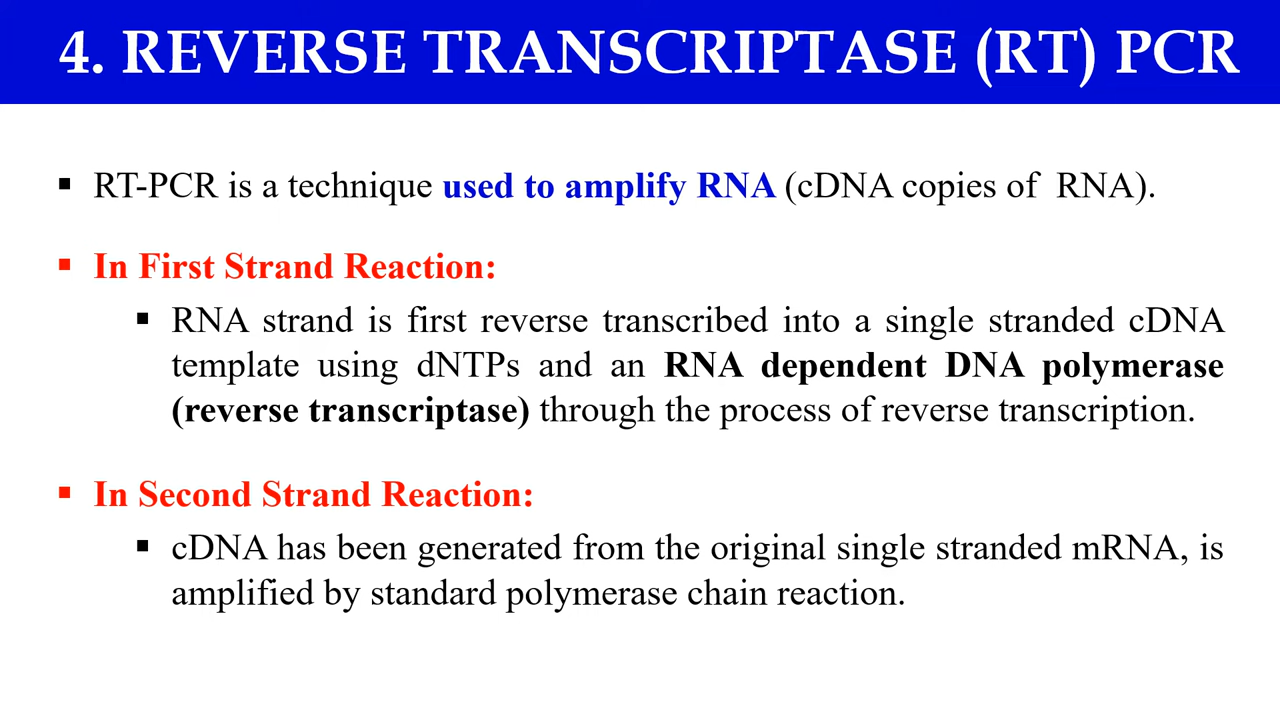 4. REVERSE TRANSCRIPTASE (RT) PCR
▪ RT-PCR is a technique used to amplify RNA (cDNA copies of RNA).
▪ In First Strand Reaction:
▪ RNA strand is first reverse transcribed into a single stranded cDNA
template using dNTPs and an RNA dependent DNA polymerase
(reverse transcriptase) through the process of reverse transcription.
▪ In Second Strand Reaction:
▪ cDNA has been generated from the original single stranded mRNA, is
amplified by standard polymerase chain reaction.